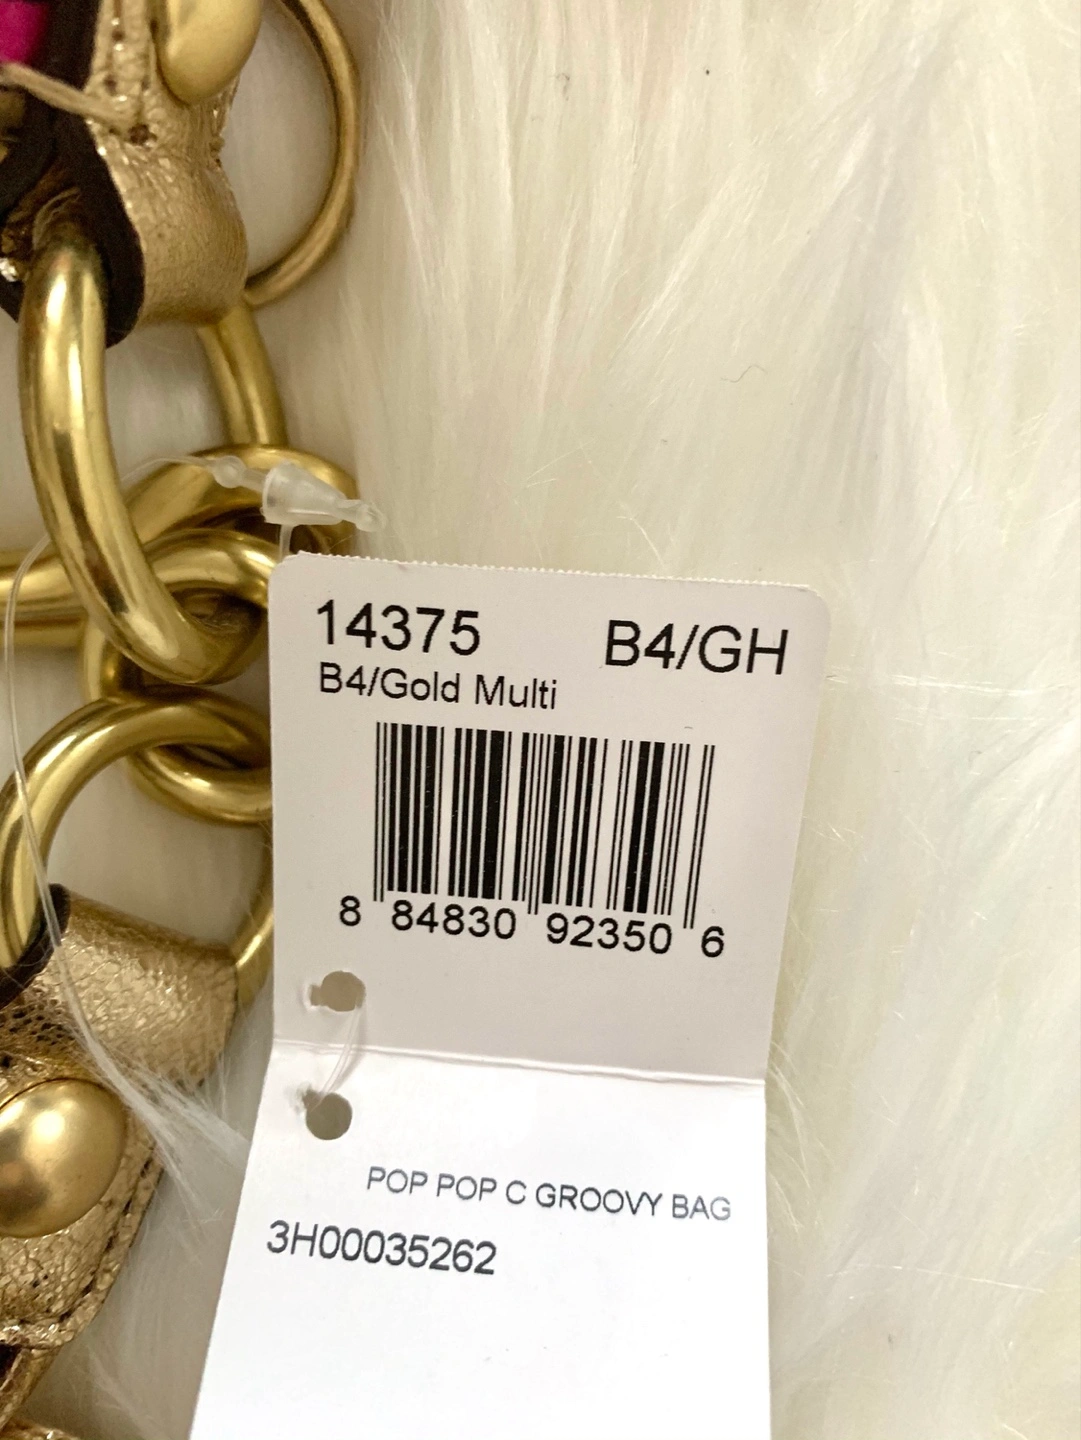 14375 B4/GH
B4/Gold Multi
8 84830 92350 6
POP POP C GROOVY BAG
3H00035262